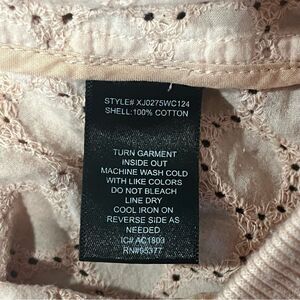 STYLE# XJ0275WC124
SHELL:100% COTTON
TURN GARMENT
INSIDE OUT
MACHINE WASH COLD
WITH LIKE COLORS
DO NOT BLEACH
LINE DRY
COOL IRON ON
REVERSE SIDE AS
NEEDED
IC# AC1803
RN#95377